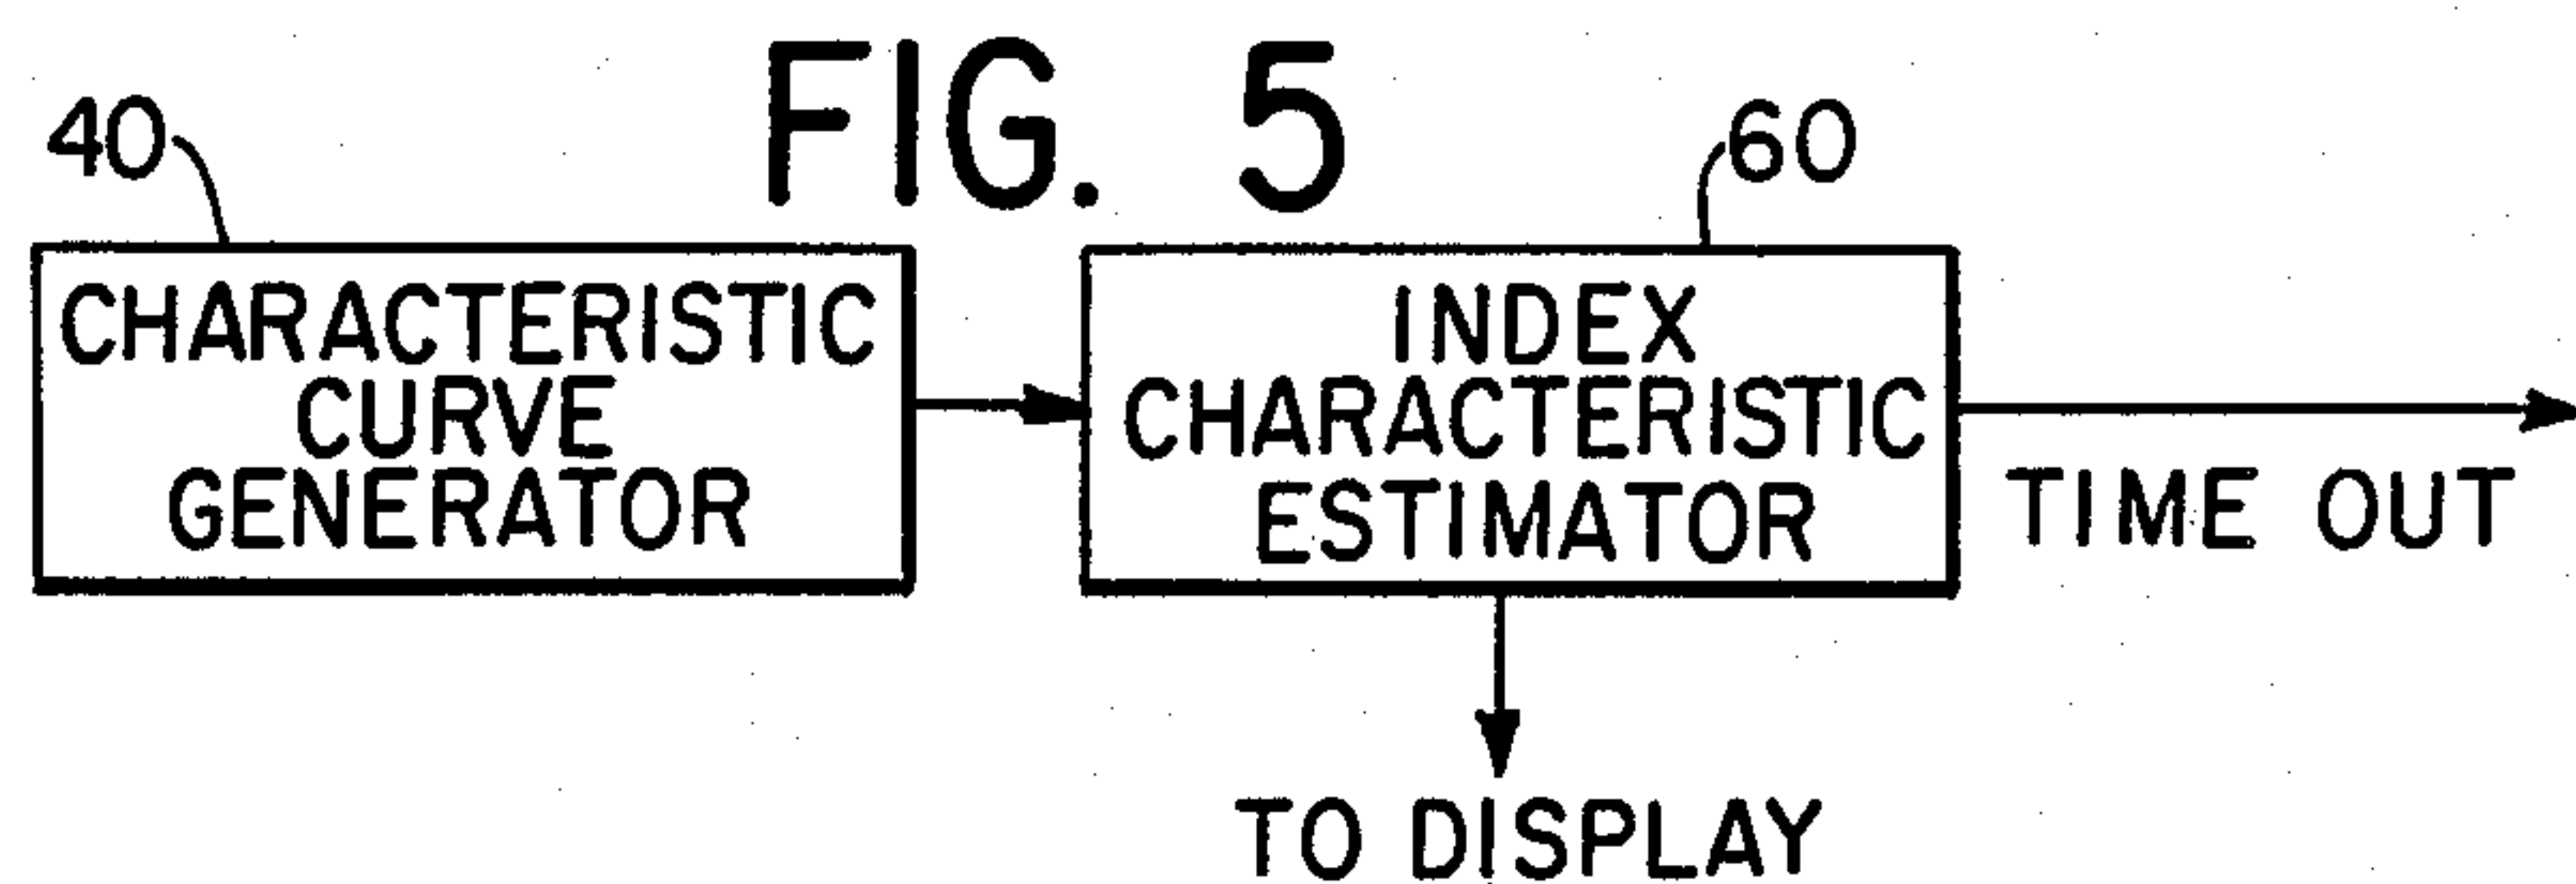 FIG. 5
40
60
CHARACTERISTIC
CURVE
GENERATOR
INDEX
CHARACTERISTIC
ESTIMATOR
TIME OUT
TO DISPLAY